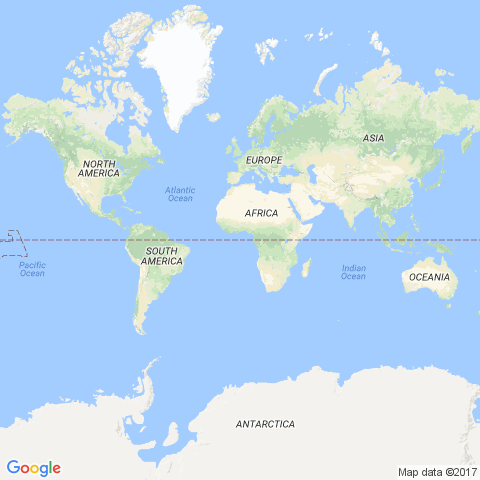 ASIA
EUROPE
NORTH
AMERICA
Atlantic
Ocean
AFRICA
SOUTH
AMERICA
Pacific
Ocean
Indian
Ocean
OCEANIA
ANTARCTICA
Google
Map data ©2017